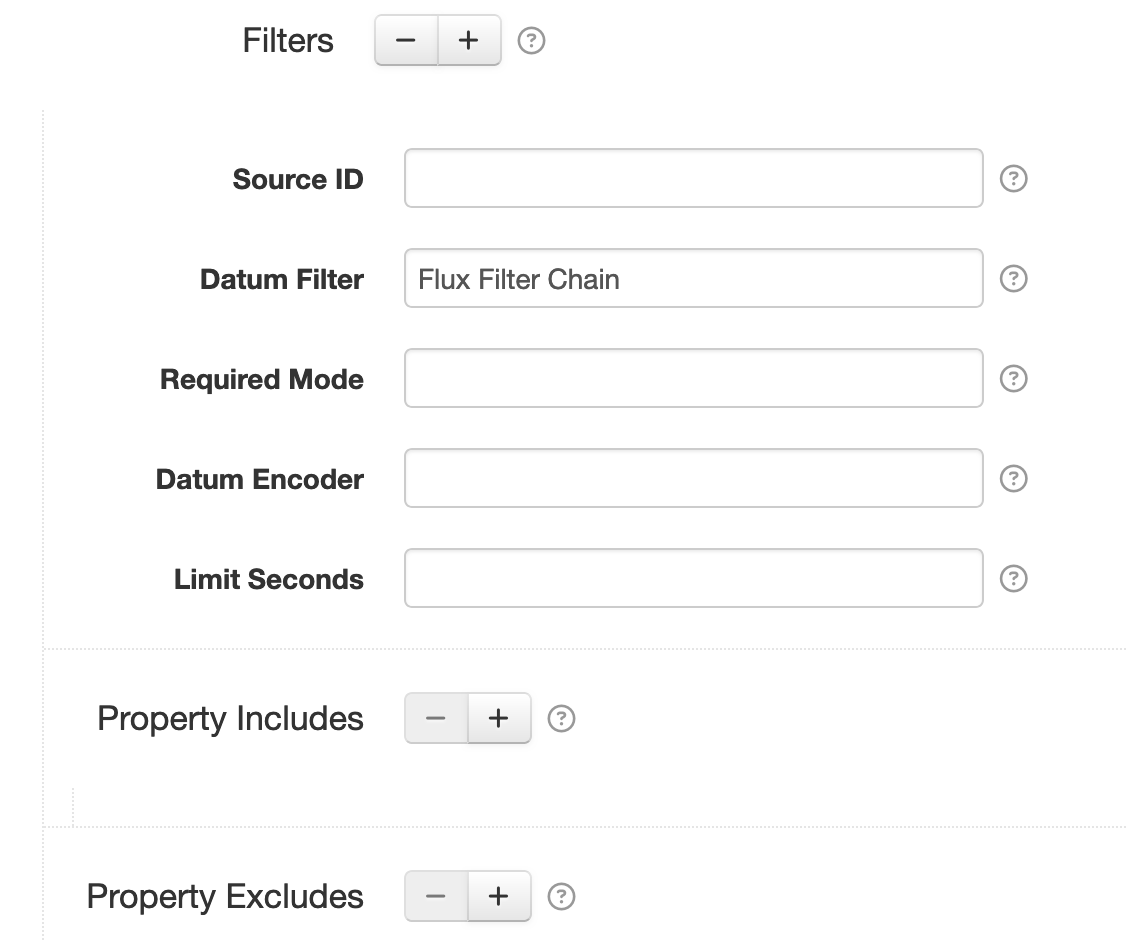 Filters − + ?
Source ID ?
Datum Filter Flux Filter Chain ?
Required Mode ?
Datum Encoder ?
Limit Seconds ?
Property Includes − + ?
Property Excludes − + ?